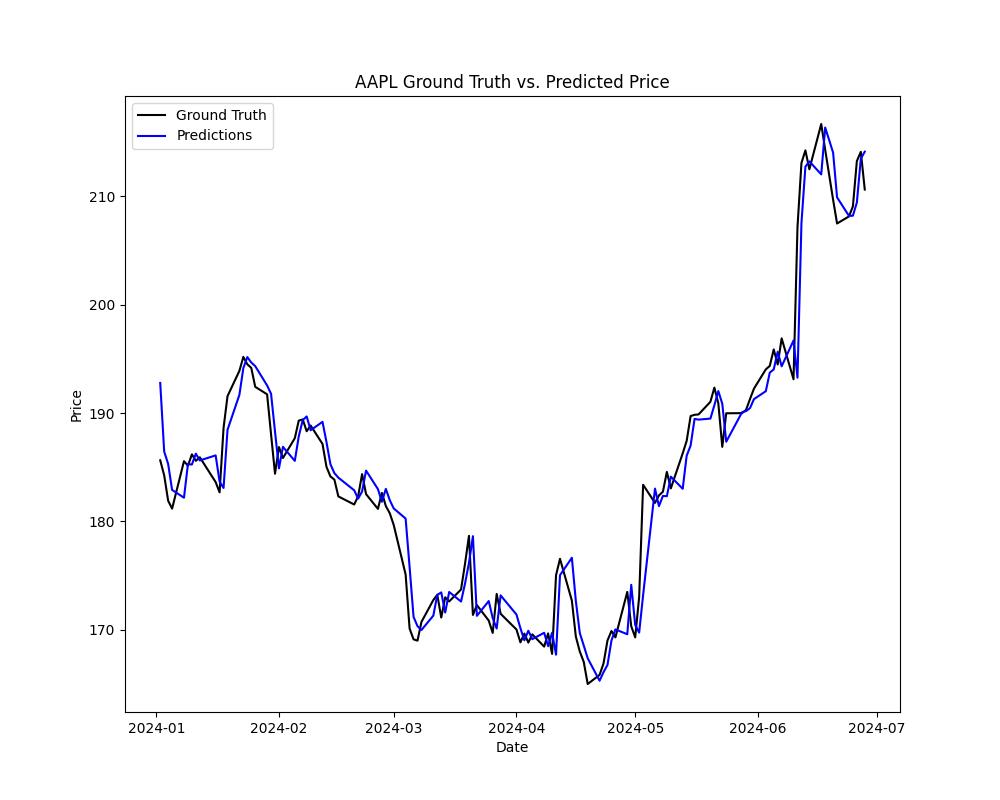 AAPL Ground Truth vs. Predicted Price
Ground Truth
Predictions
210
200
190
180
170
Price
2024-01 2024-02 2024-03 2024-04 2024-05 2024-06 2024-07
Date